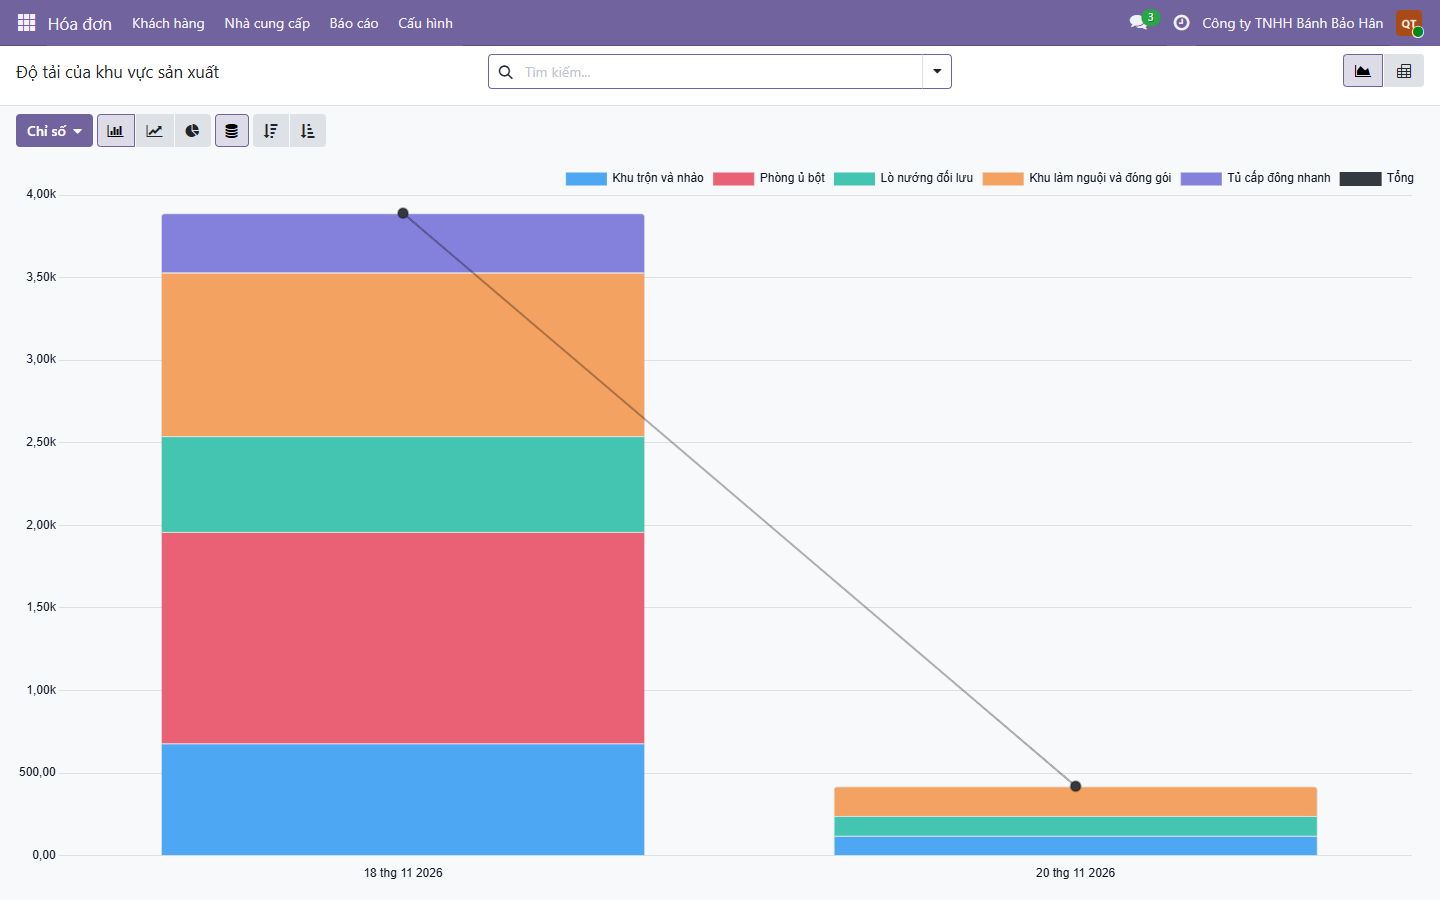 Hóa đơn Khách hàng Nhà cung cấp Báo cáo Cấu hình 3 Công ty TNHH Bánh Bảo Hân QT
Độ tải của khu vực sản xuất
Tìm kiếm...
Chỉ số
Khu trộn và nhào Phòng ủ bột Lò nướng đối lưu Khu làm nguội và đóng gói Tủ cấp đông nhanh Tổng
4,00k
3,50k
3,00k
2,50k
2,00k
1,50k
1,00k
500,00
0,00
18 thg 11 2026 20 thg 11 2026